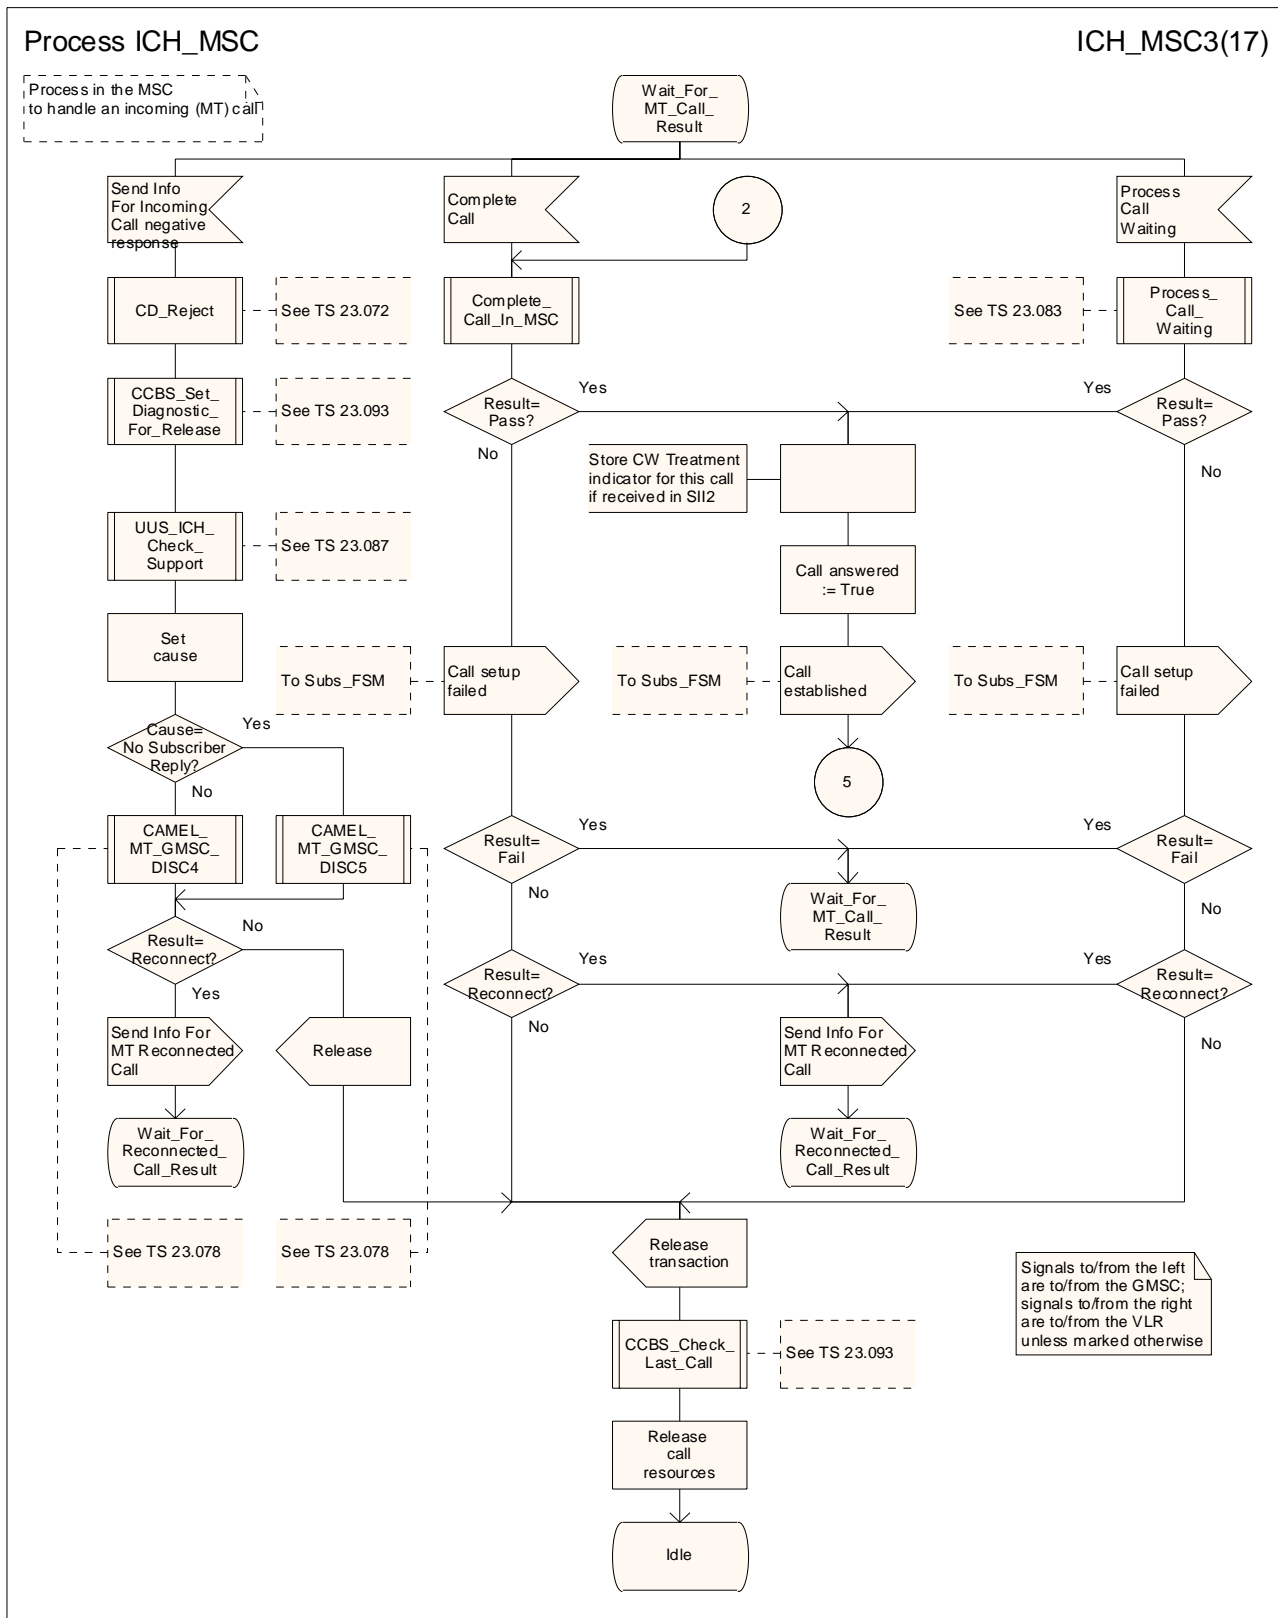 Process ICH_MSC
ICH_MSC3(17)
Process in the MSC
to handle an incoming (MT) call
Wait_For_
MT_Call_
Result
Send Info
For Incoming
Call negative
response
Complete
Call
2
Process
Call
Waiting
CD_Reject
See TS 23.072
Complete_
Call_In_MSC
See TS 23.083
Process_
Call_
Waiting
CCBS_Set_
Diagnostic_
For_Release
See TS 23.093
Result=
Pass?
Yes
No
Yes
Result=
Pass?
No
Store CW Treatment
indicator for this call
if received in SII2
UUS_ICH_
Check_
Support
See TS 23.087
Call answered
:= True
Set
cause
To Subs_FSM
Call setup
failed
To Subs_FSM
Call
established
To Subs_FSM
Call setup
failed
Cause=
No Subscriber
Reply?
Yes
No
5
CAMEL_
MT_GMSC_
DISC4
CAMEL_
MT_GMSC_
DISC5
Result=
Fail
Yes
No
Yes
Result=
Fail
No
Wait_For_
MT_Call_
Result
Result=
Reconnect?
No
Yes
Result=
Reconnect?
Yes
No
Yes
Result=
Reconnect?
No
Send Info For
MT Reconnected
Call
Release
Send Info For
MT Reconnected
Call
Wait_For_
Reconnected_
Call_Result
Wait_For_
Reconnected_
Call_Result
See TS 23.078
See TS 23.078
Release
transaction
Signals to/from the left
are to/from the GMSC;
signals to/from the right
are to/from the VLR
unless marked otherwise
CCBS_Check_
Last_Call
See TS 23.093
Release
call
resources
Idle